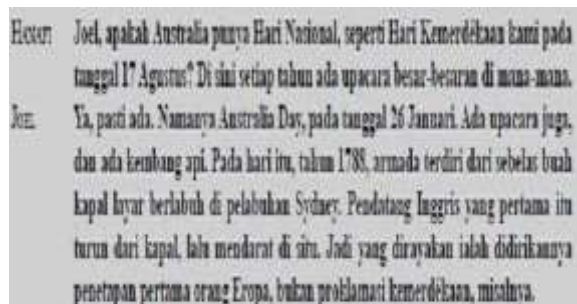 Joel, apakah Australia punya Hari Nasional, seperti Hari Kemerdékaan kami pada
tanggal 17 Agustus? Di sini setiap tahun ada upacara besar-besaran di mana-mana.
JOEL: Ya, pasti ada. Namanya Australia Day, pada tanggal 26 Januari. Ada upacara juga,
dan ada kembang api. Pada hari itu, tahun 1788, armada terdiri dari sebelas buah
kapal layar berlabuh di pelabuhan Sydney. Pendatang Inggris yang pertama itu
turun dari kapal, lalu mendarat di situ. Jadi yang dirayakan ialah didirikannya
penetapan pertama orang Éropa, bukan proklamasi kemerdékaan, misalnya.